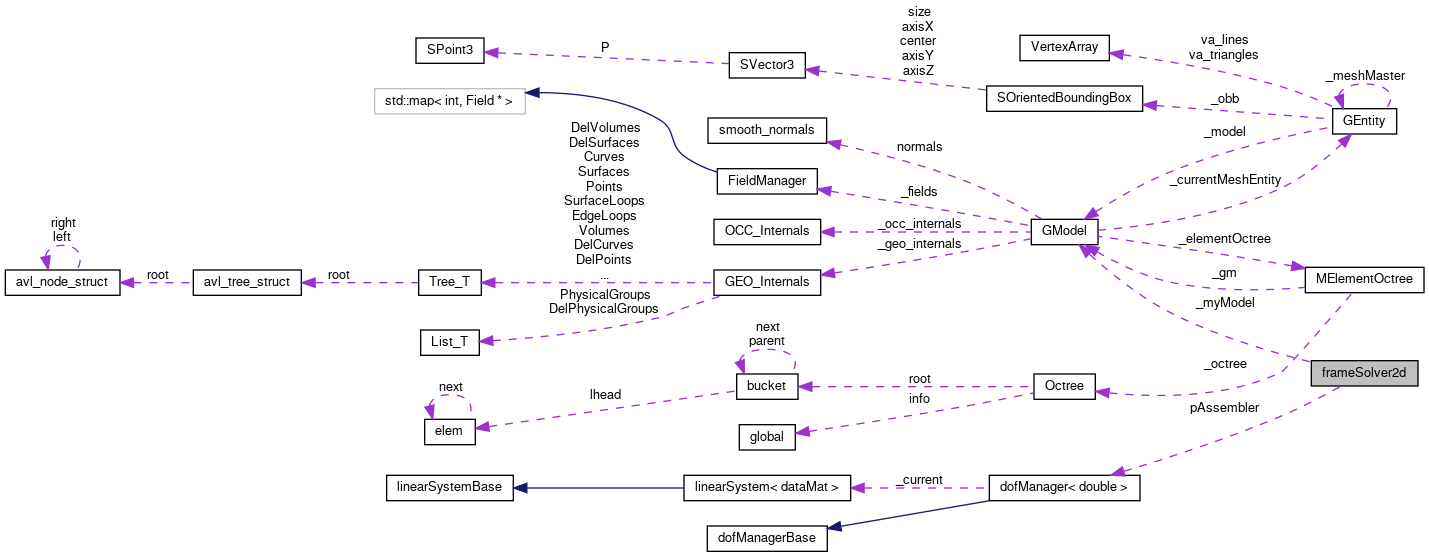 size
axisX
center
axisY
axisZ
SPoint3
P
SVector3
VertexArray
va_lines
va_triangles
_meshMaster
std::map< int, Field * >
SOrientedBoundingBox
_obb
GEntity
smooth_normals
normals
_model
DelVolumes
DelSurfaces
Curves
Surfaces
Points
SurfaceLoops
EdgeLoops
Volumes
DelCurves
DelPoints
...
FieldManager
_fields
_currentMeshEntity
OCC_Internals
_occ_internals
GModel
_geo_internals
_elementOctree
right
left
avl_node_struct
root
avl_tree_struct
root
Tree_T
GEO_Internals
_gm
MElementOctree
PhysicalGroups
DelPhysicalGroups
_myModel
List_T
next
parent
bucket
root
Octree
_octree
frameSolver2d
next
lhead
info
elem
global
pAssembler
linearSystemBase
linearSystem< dataMat >
_current
dofManager< double >
dofManagerBase